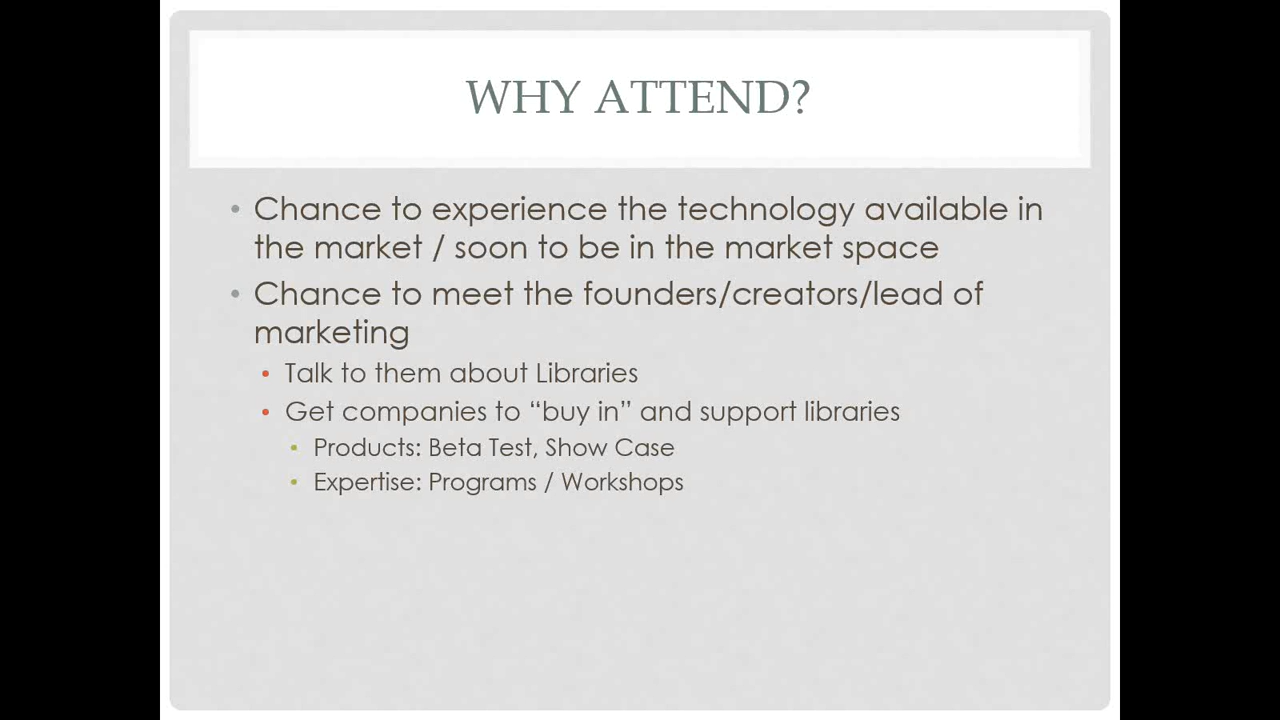 WHY ATTEND?
• Chance to experience the technology available in
the market / soon to be in the market space
• Chance to meet the founders/creators/lead of
marketing
• Talk to them about Libraries
• Get companies to “buy in” and support libraries
• Products: Beta Test, Show Case
• Expertise: Programs / Workshops